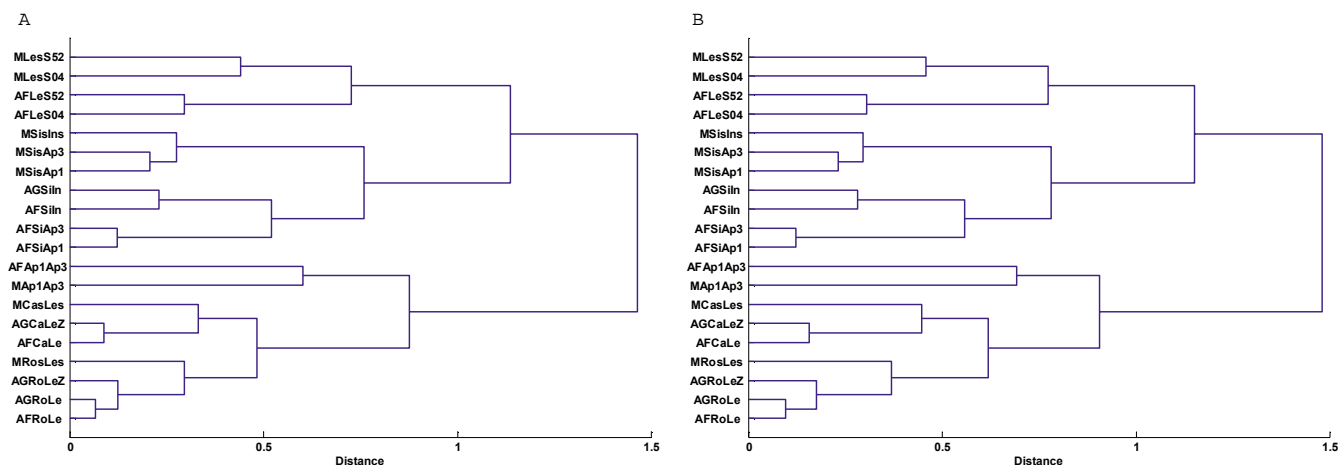 A
MLesS52
MLesS04
AFLeS52
AFLeS04
MSisIns
MSisAp3
MSisAp1
AGSiIn
AFSiIn
AFSiAp3
AFSiAp1
AFAp1Ap3
MAp1Ap3
MCasLes
AGCaLeZ
AFCaLe
MRosLes
AGRoLeZ
AGRoLe
AFRoLe
0 0.5 1 1.5
Distance
B
MLesS52
MLesS04
AFLeS52
AFLeS04
MSisIns
MSisAp3
MSisAp1
AGSiIn
AFSiIn
AFSiAp3
AFSiAp1
AFAp1Ap3
MAp1Ap3
MCasLes
AGCaLeZ
AFCaLe
MRosLes
AGRoLeZ
AGRoLe
AFRoLe
0 0.5 1 1.5
Distance